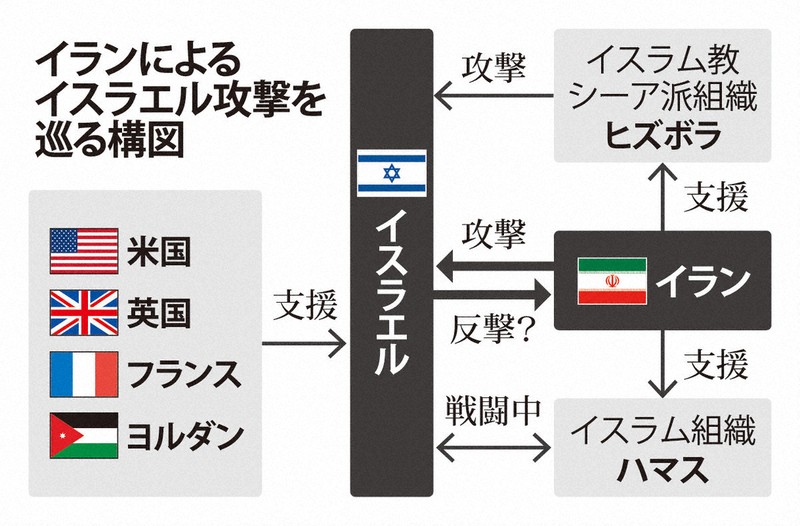 イランによる
イスラエル攻撃を
巡る構図
米国
英国
フランス
ヨルダン
支援
イスラエル
攻撃
イスラム教
シーア派組織
ヒズボラ
支援
攻撃
反撃?
イラン
支援
戦闘中
イスラム組織
ハマス